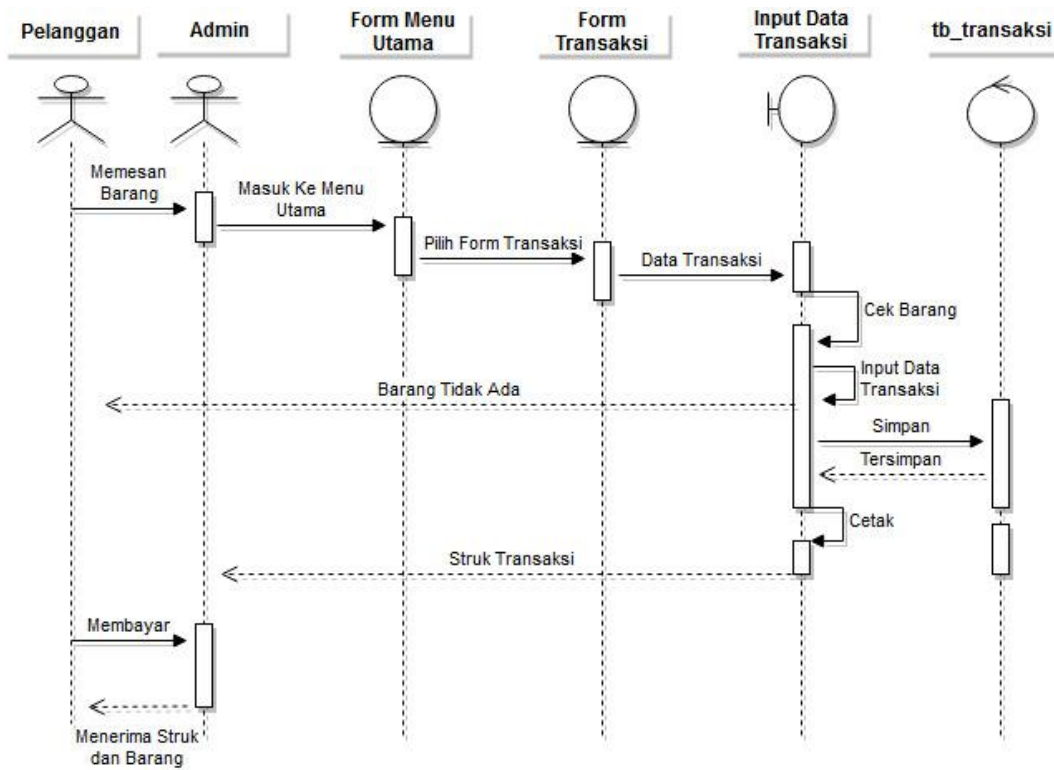 Pelanggan
Admin
Form Menu
Utama
Form
Transaksi
Input Data
Transaksi
tb_transaksi
Memesan
Barang
Masuk Ke Menu
Utama
Pilih Form Transaksi
Data Transaksi
Cek Barang
Input Data
Transaksi
Barang Tidak Ada
Simpan
Tersimpan
Cetak
Struk Transaksi
Membayar
Menerima Struk
dan Barang